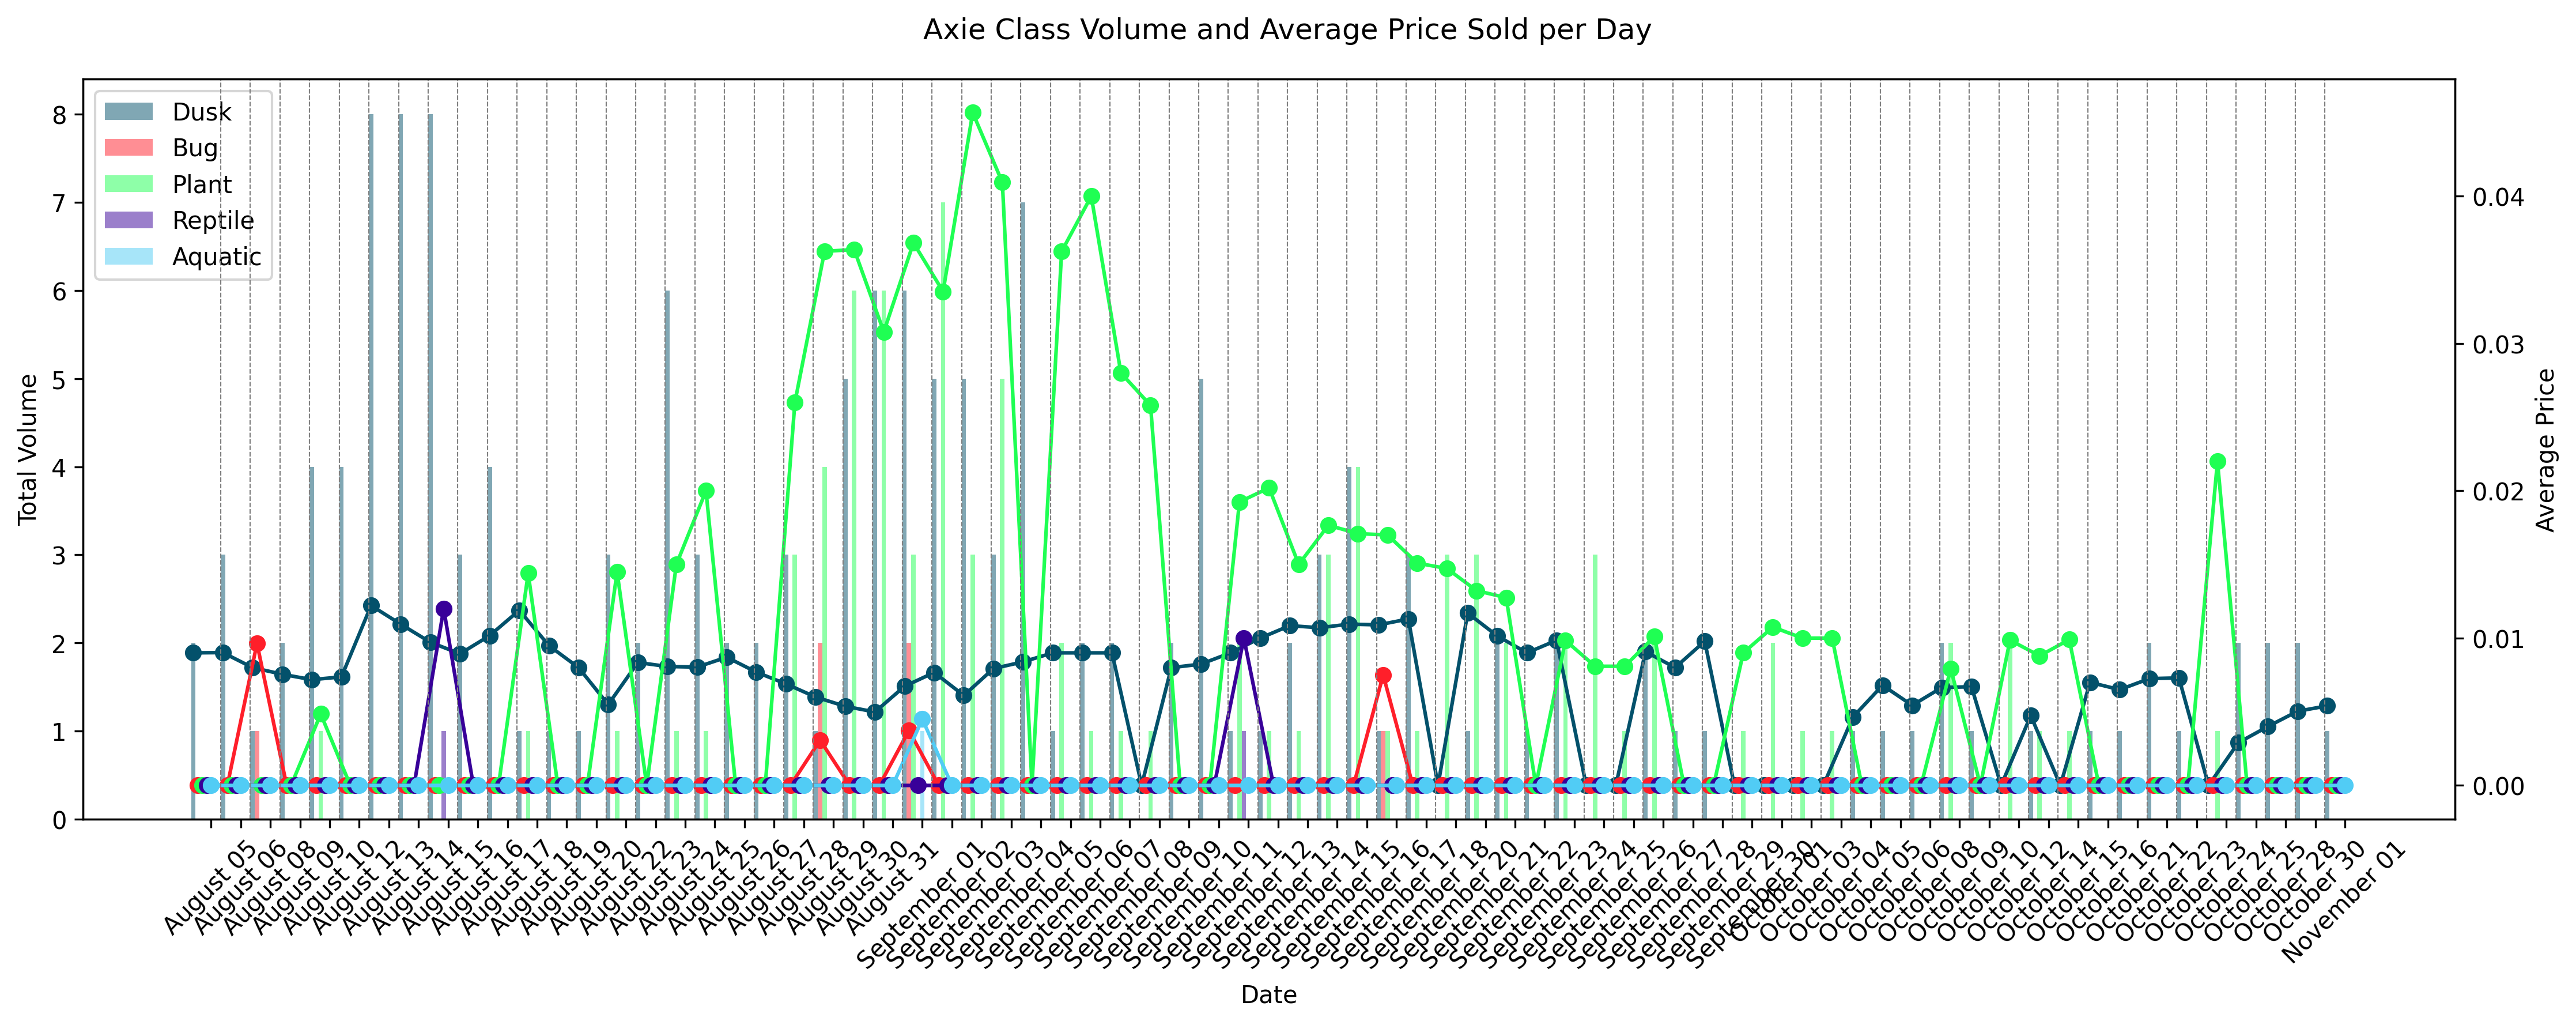 Axie Class Volume and Average Price Sold per Day
Dusk
Bug
Plant
Reptile
Aquatic
Total Volume
8
7
6
5
4
3
2
1
0
Average Price
0.04
0.03
0.02
0.01
0.00
August 05
August 06
August 08
August 09
August 10
August 12
August 13
August 14
August 15
August 16
August 17
August 18
August 19
August 20
August 22
August 23
August 24
August 25
August 26
August 27
August 28
August 29
August 30
August 31
September 01
September 02
September 03
September 04
September 05
September 06
September 07
September 08
September 09
September 10
September 11
September 12
September 13
September 14
September 15
September 16
September 17
September 18
September 20
September 21
September 22
September 23
September 24
September 25
September 26
September 27
September 28
September 29
September 30
October 01
October 03
October 04
October 05
October 06
October 08
October 09
October 10
October 12
October 14
October 15
October 16
October 21
October 22
October 23
October 24
October 25
October 28
October 30
November 01
Date